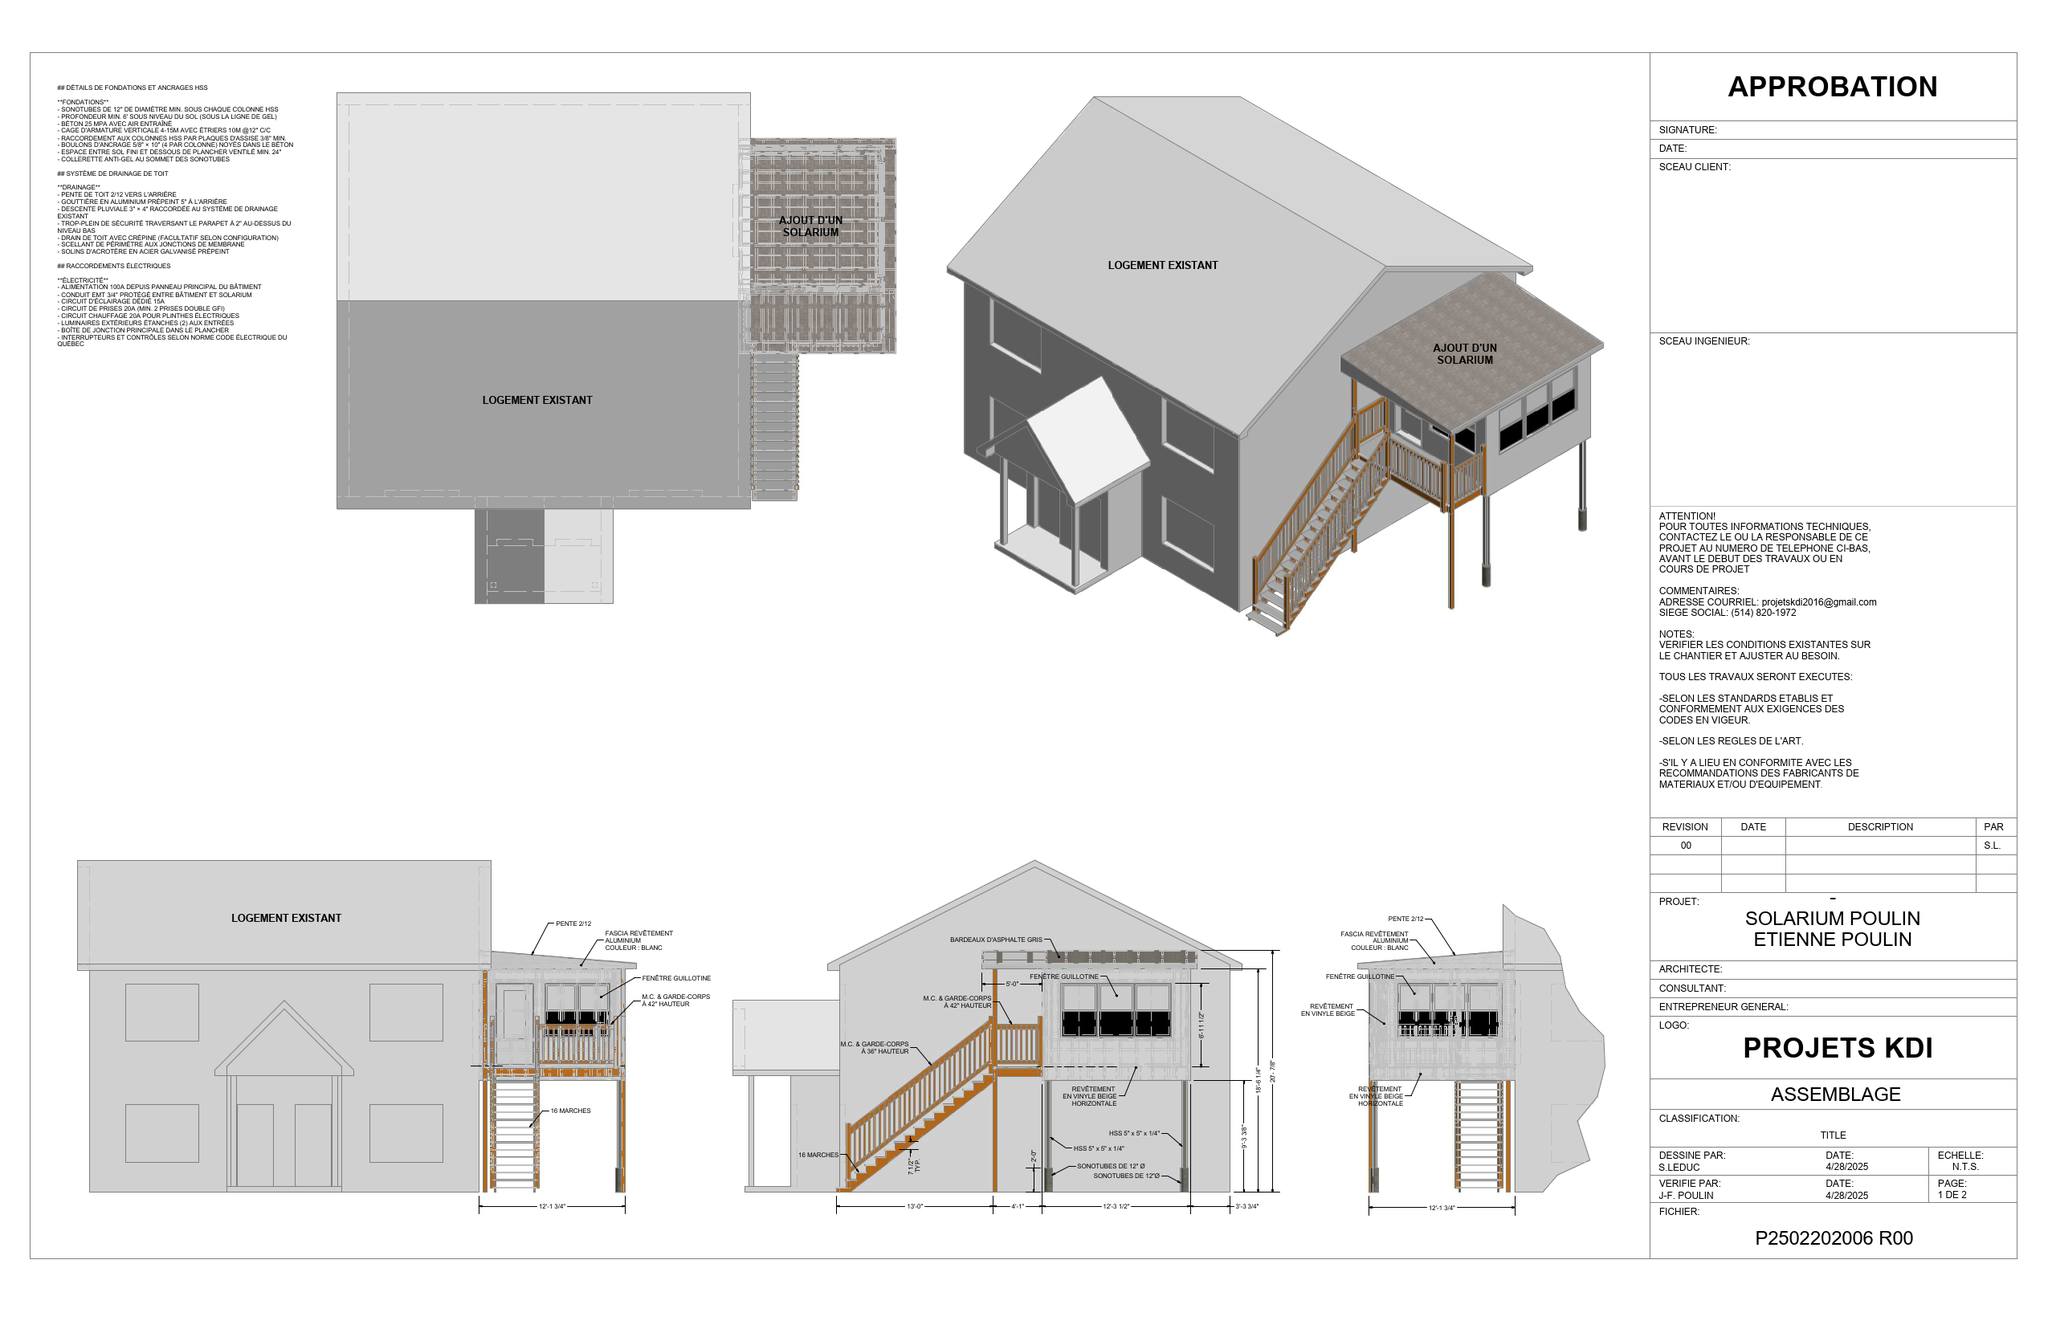 ## DÉTAILS DE FONDATIONS ET ANCRAGES HSS
**FONDATIONS**
- SONOTUBES DE 12" DE DIAMÈTRE MIN. SOUS CHAQUE COLONNE HSS
- PROFONDEUR MIN. 6' SOUS NIVEAU DU SOL (SOUS LA LIGNE DE GEL)
- BÉTON 25 MPA AVEC AIR ENTRAÎNÉ
- CAGE D'ARMATURE VERTICALE 4-15M AVEC ÉTRIERS 10M @12" C/C
- RACCORDEMENT AUX COLONNES HSS PAR PLAQUES D'ASSISE 3/8" MIN.
- BOULONS D'ANCRAGE 5/8" × 10" (4 PAR COLONNE) NOYÉS DANS LE BÉTON
- ESPACE ENTRE SOL FINI ET DESSOUS DE PLANCHER VENTILÉ MIN. 24"
- COLLERETTE ANTI-GEL AU SOMMET DES SONOTUBES
## SYSTÈME DE DRAINAGE DE TOIT
**DRAINAGE**
- PENTE DE TOIT 2/12 VERS L'ARRIÈRE
- GOUTTIÈRE EN ALUMINIUM PRÉPEINT 5" À L'ARRIÈRE
- DESCENTE PLUVIALE 3" × 4" RACCORDÉE AU SYSTÈME DE DRAINAGE
EXISTANT
- TROP-PLEIN DE SÉCURITÉ TRAVERSANT LE PARAPET À 2" AU-DESSUS DU
NIVEAU BAS
- DRAIN DE TOIT AVEC CRÉPINE (FACULTATIF SELON CONFIGURATION)
- SCELLANT DE PÉRIMÈTRE AUX JONCTIONS DE MEMBRANE
- SOLINS D'ACROTÈRE EN ACIER GALVANISÉ PRÉPEINT
## RACCORDEMENTS ÉLECTRIQUES
**ÉLECTRICITÉ**
- ALIMENTATION 100A DEPUIS PANNEAU PRINCIPAL DU BÂTIMENT
- CONDUIT EMT 3/4" PROTÉGÉ ENTRE BÂTIMENT ET SOLARIUM
- CIRCUIT D'ÉCLAIRAGE DÉDIÉ 15A
- CIRCUIT DE PRISES 20A (MIN. 2 PRISES DOUBLE GFI)
- CIRCUIT CHAUFFAGE 20A POUR PLINTHES ÉLECTRIQUES
- LUMINAIRES EXTÉRIEURS ÉTANCHES (2) AUX ENTRÉES
- BOÎTE DE JONCTION PRINCIPALE DANS LE PLANCHER
- INTERRUPTEURS ET CONTRÔLES SELON NORME CODE ÉLECTRIQUE DU
QUÉBEC
AJOUT D'UN
SOLARIUM
LOGEMENT EXISTANT
LOGEMENT EXISTANT
AJOUT D'UN
SOLARIUM
LOGEMENT EXISTANT
PENTE 2/12
FASCIA REVÊTEMENT
ALUMINIUM
COULEUR : BLANC
FENÊTRE GUILLOTINE
M.C. & GARDE-CORPS
À 42" HAUTEUR
16 MARCHES
12'-1 3/4"
BARDEAUX D'ASPHALTE GRIS
FENÊTRE GUILLOTINE
5'-0"
M.C. & GARDE-CORPS
À 42" HAUTEUR
M.C. & GARDE-CORPS
À 36" HAUTEUR
6'-11 1/2"
REVÊTEMENT
EN VINYLE BEIGE
HORIZONTALE
18'-6 1/4"
20'- 7/8"
9'-3 3/8"
HSS 5" x 5" x 1/4"
HSS 5" x 5" x 1/4"
16 MARCHES
7 1/2"
TYP.
2'-0"
SONOTUBES DE 12" Ø
SONOTUBES DE 12"Ø
13'-0"
4'-1"
12'-3 1/2"
3'-3 3/4"
PENTE 2/12
FASCIA REVÊTEMENT
ALUMINIUM
COULEUR : BLANC
FENÊTRE GUILLOTINE
REVÊTEMENT
EN VINYLE BEIGE
REVÊTEMENT
EN VINYLE BEIGE
HORIZONTALE
12'-1 3/4"
APPROBATION
SIGNATURE:
DATE:
SCEAU CLIENT:
SCEAU INGENIEUR:
ATTENTION!
POUR TOUTES INFORMATIONS TECHNIQUES,
CONTACTEZ LE OU LA RESPONSABLE DE CE
PROJET AU NUMERO DE TELEPHONE CI-BAS,
AVANT LE DEBUT DES TRAVAUX OU EN
COURS DE PROJET
COMMENTAIRES:
ADRESSE COURRIEL: projetskdi2016@gmail.com
SIEGE SOCIAL: (514) 820-1972
NOTES:
VERIFIER LES CONDITIONS EXISTANTES SUR
LE CHANTIER ET AJUSTER AU BESOIN.
TOUS LES TRAVAUX SERONT EXECUTES:
-SELON LES STANDARDS ETABLIS ET
CONFORMEMENT AUX EXIGENCES DES
CODES EN VIGEUR.
-SELON LES REGLES DE L'ART.
-S'IL Y A LIEU EN CONFORMITE AVEC LES
RECOMMANDATIONS DES FABRICANTS DE
MATERIAUX ET/OU D'EQUIPEMENT.
REVISION DATE DESCRIPTION PAR
00 S.L.
PROJET: -
SOLARIUM POULIN
ETIENNE POULIN
ARCHITECTE:
CONSULTANT:
ENTREPRENEUR GENERAL:
LOGO:
PROJETS KDI
ASSEMBLAGE
CLASSIFICATION:
TITLE
DESSINE PAR: DATE: ECHELLE:
S.LEDUC 4/28/2025 N.T.S.
VERIFIE PAR: DATE: PAGE:
J-F. POULIN 4/28/2025 1 DE 2
FICHIER:
P2502202006 R00